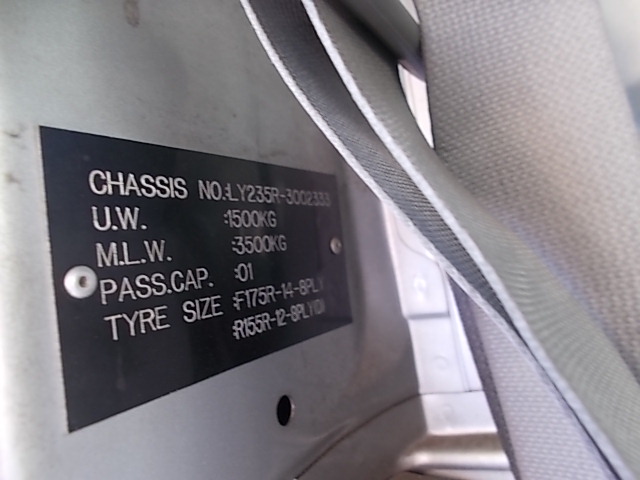 CHASSIS NO.:LY235R-3002333
U.W. :1500KG
M.L.W. :3500KG
PASS.CAP. :01
TYRE SIZE :F175R-14-8PLY
:R155R-12-8PLY(D)